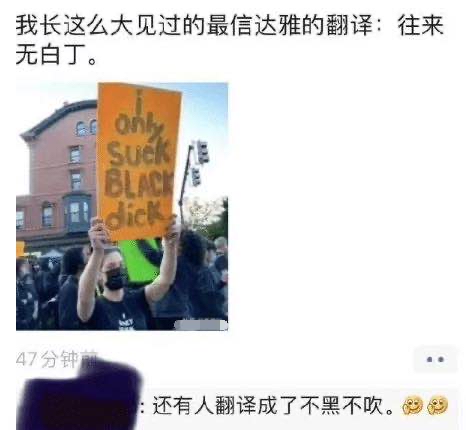 我长这么大见过的最信达雅的翻译：往来
无白丁。
i
only
suck
BLACK
dick
47分钟前
: 还有人翻译成了不黑不吹。